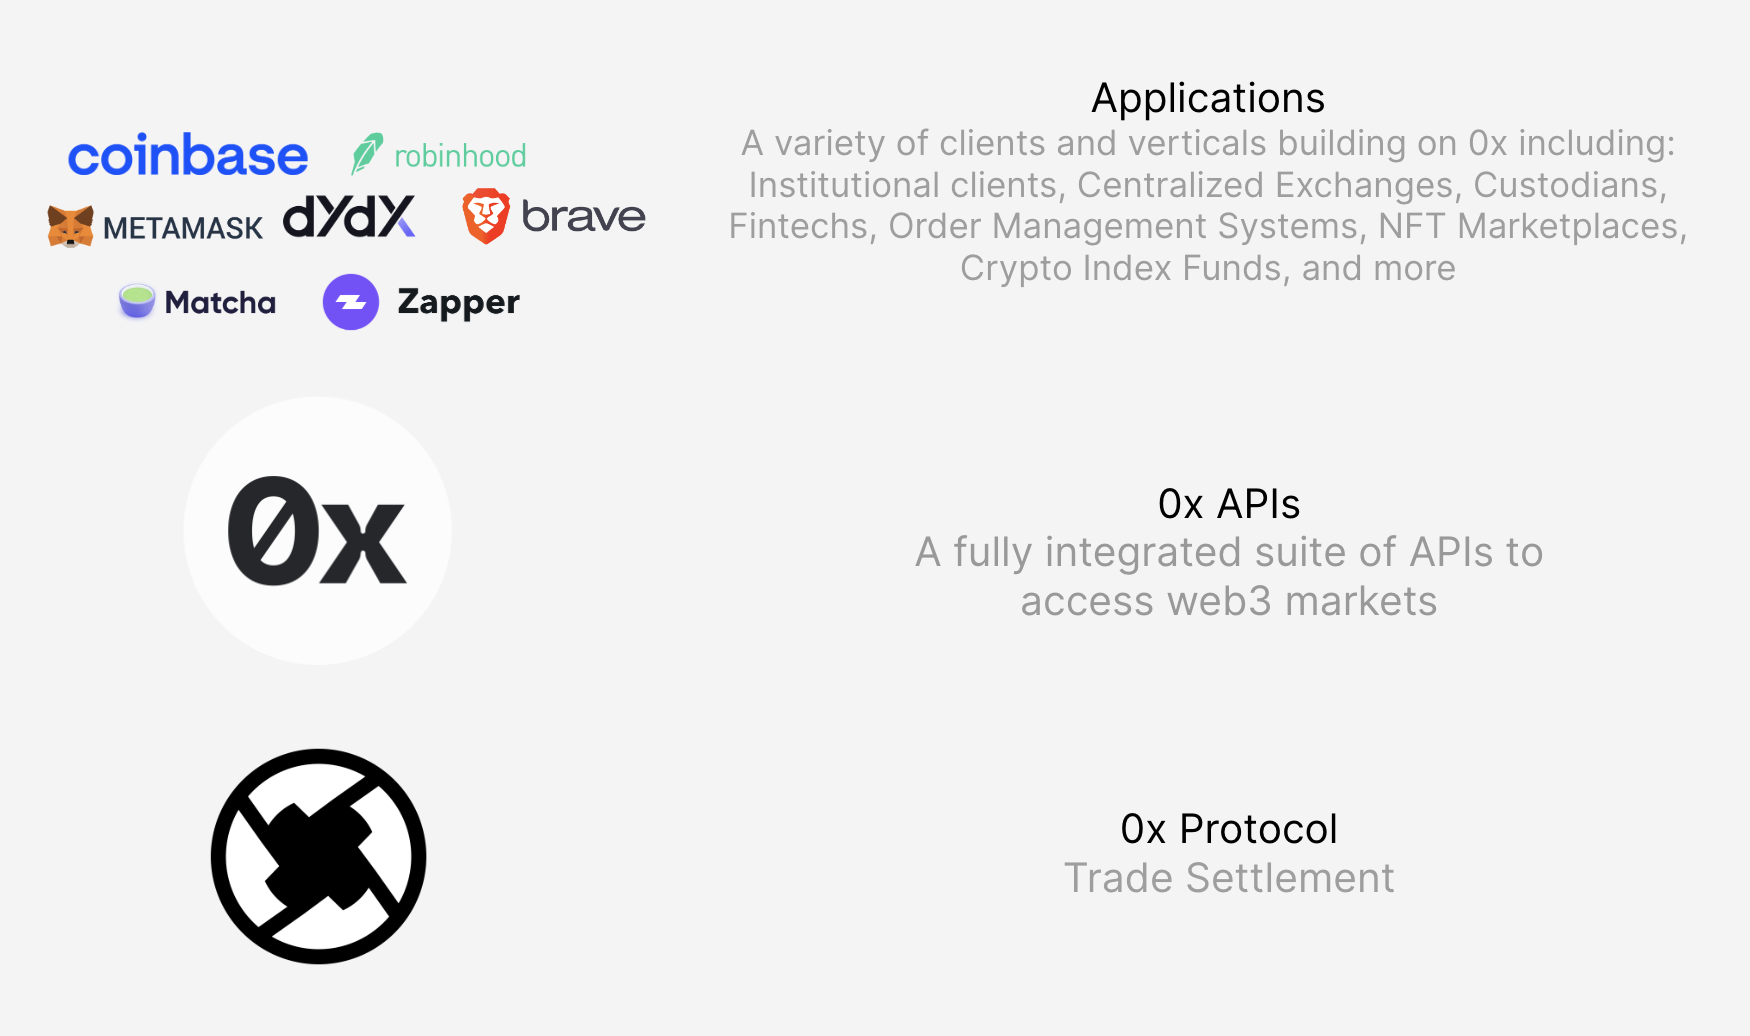 coinbase
robinhood
METAMASK
dYdX
brave
Matcha
Zapper
Applications
A variety of clients and verticals building on 0x including:
Institutional clients, Centralized Exchanges, Custodians,
Fintechs, Order Management Systems, NFT Marketplaces,
Crypto Index Funds, and more
0x
0x APIs
A fully integrated suite of APIs to
access web3 markets
0x Protocol
Trade Settlement